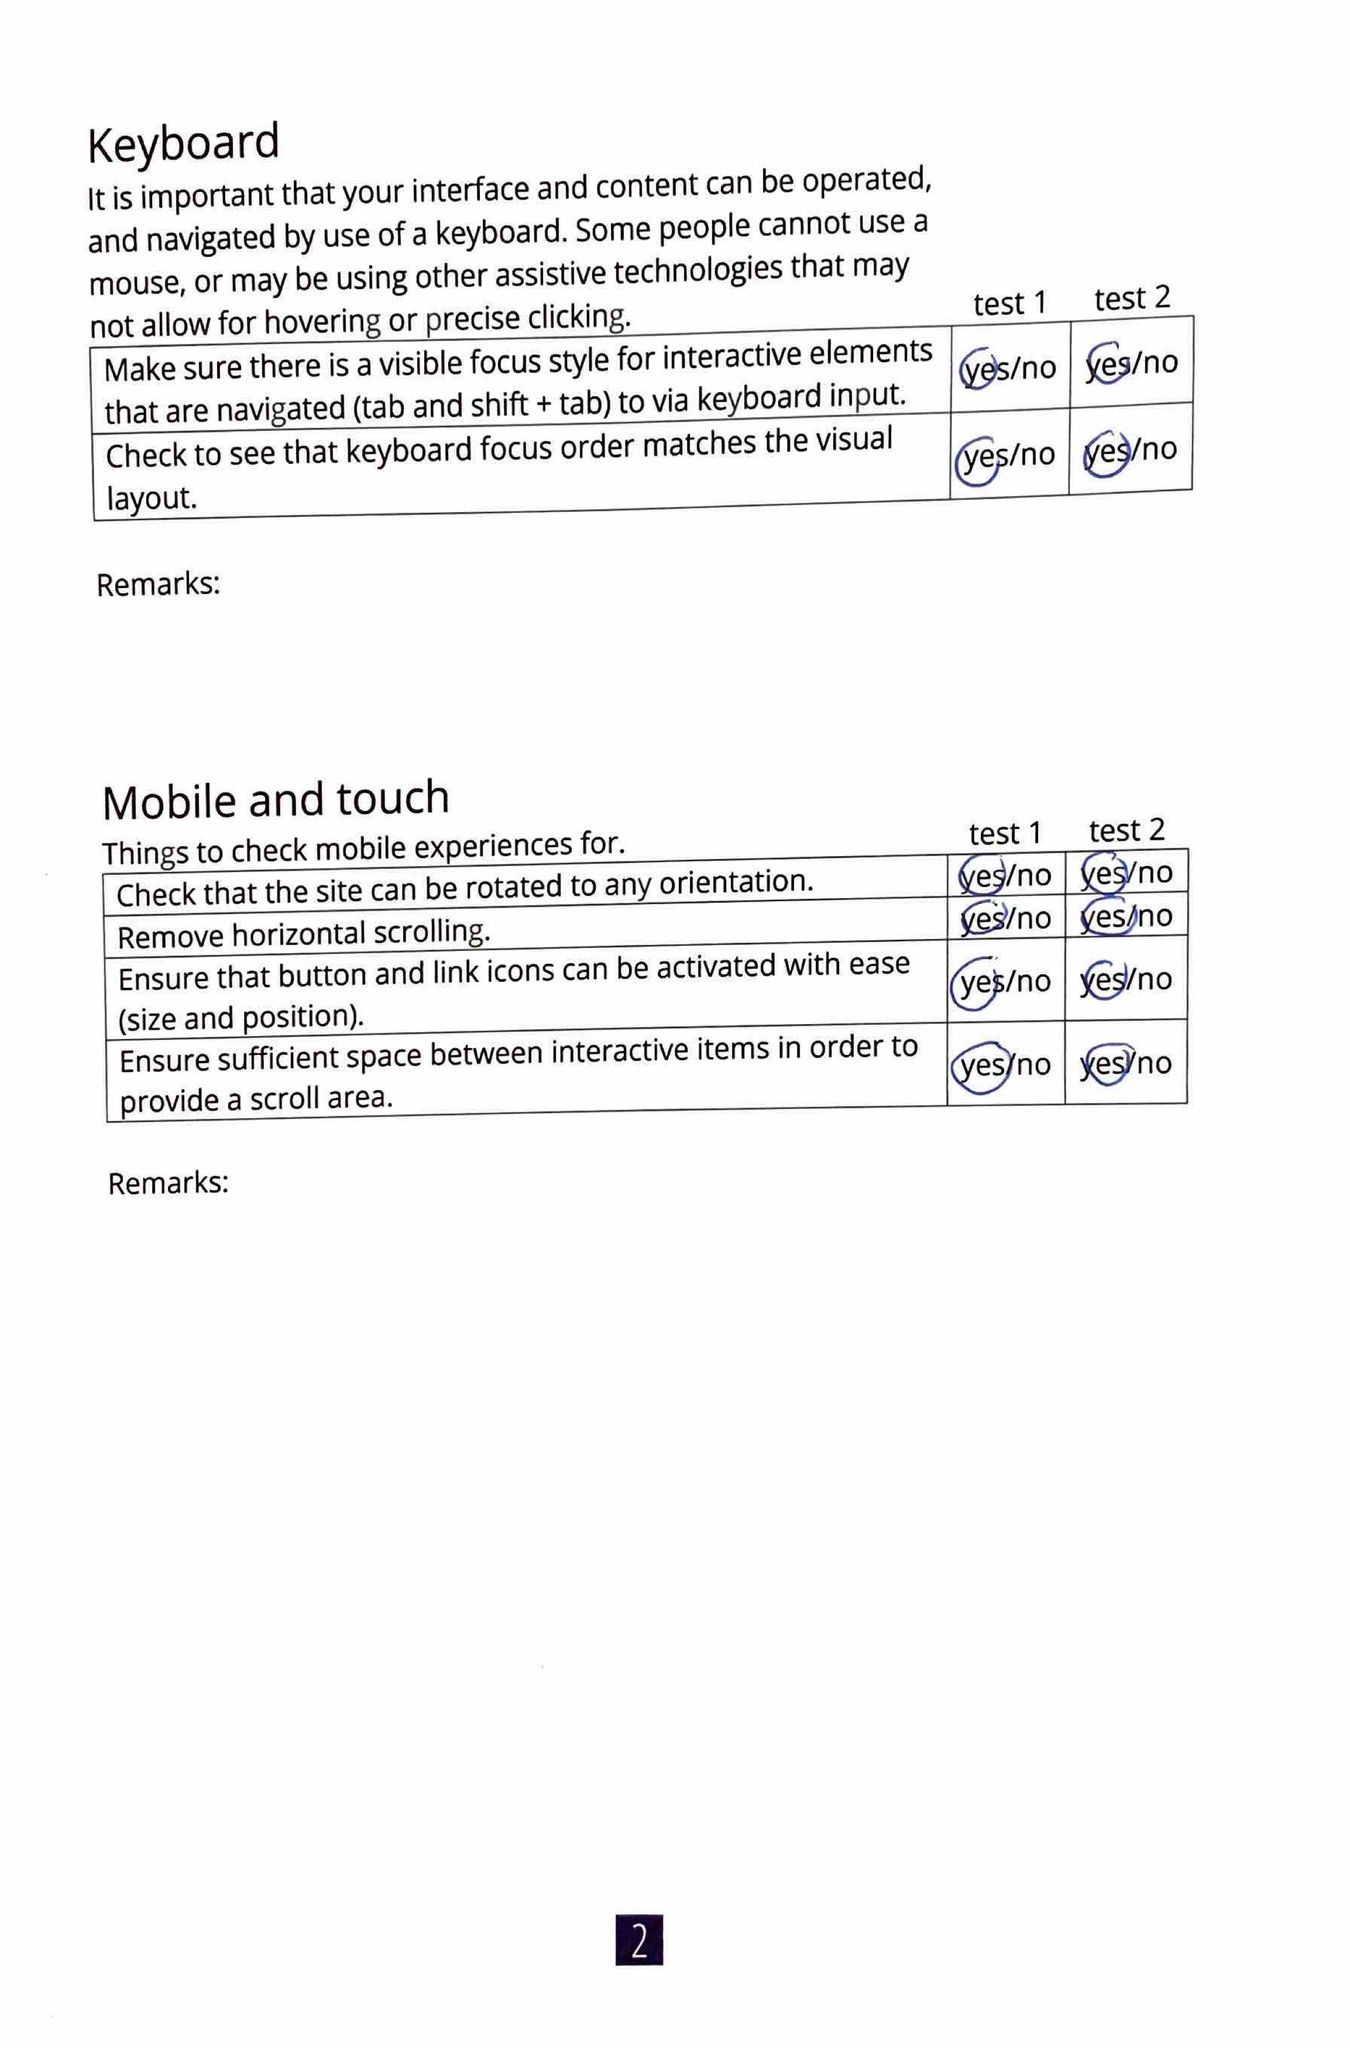 Keyboard
It is important that your interface and content can be operated,
and navigated by use of a keyboard. Some people cannot use a
mouse, or may be using other assistive technologies that may
not allow for hovering or precise clicking.
test 1 test 2
Make sure there is a visible focus style for interactive elements
that are navigated (tab and shift + tab) to via keyboard input.
yes/no yes/no
Check to see that keyboard focus order matches the visual
layout.
yes/no yes/no
Remarks:
Mobile and touch
Things to check mobile experiences for.
test 1 test 2
Check that the site can be rotated to any orientation. yes/no yes/no
Remove horizontal scrolling. yes/no yes/no
Ensure that button and link icons can be activated with ease
(size and position).
yes/no yes/no
Ensure sufficient space between interactive items in order to
provide a scroll area.
yes/no yes/no
Remarks:
2